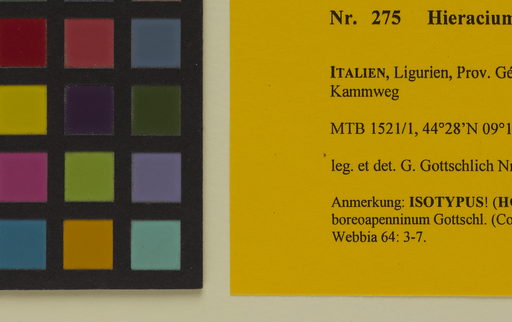 Nr. 275 Hieracium
ITALIEN, Ligurien, Prov. Gé
Kammweg
MTB 1521/1, 44°28’N 09°1
leg. et det. G. Gottschlich Nr
Anmerkung: ISOTYPUS! (HO
boreoapenninum Gottschl. (Co
Webbia 64: 3-7.